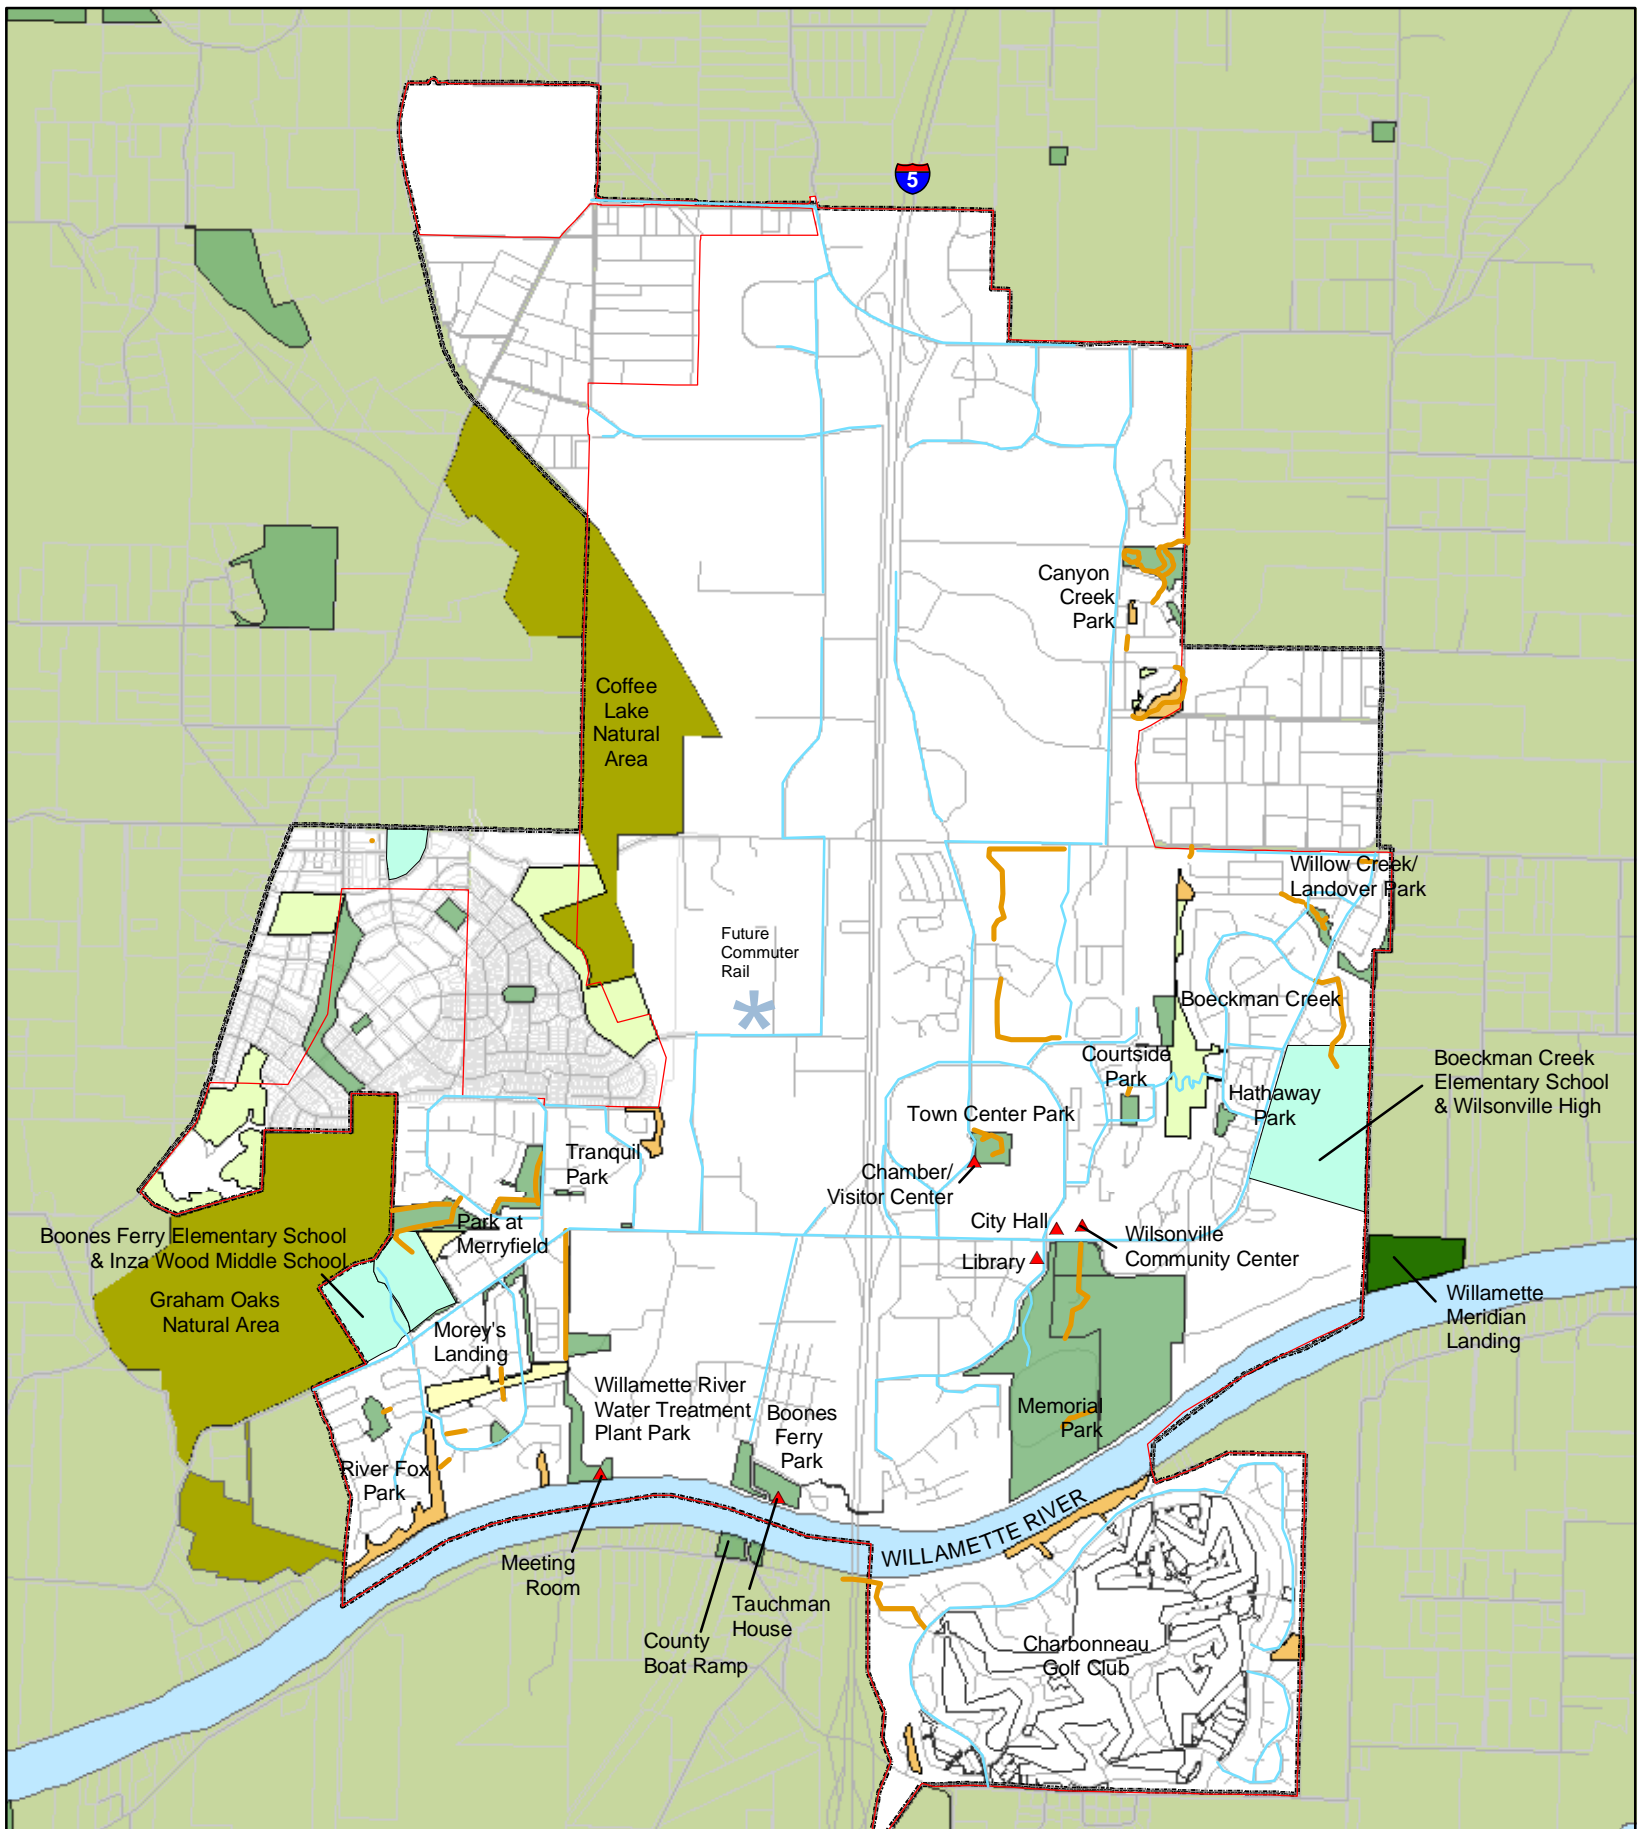 5
Canyon
Creek
Park
Coffee
Lake
Natural
Area
Willow Creek/
Landover Park
Future
Commuter
Rail
*
Boeckman Creek
Courtside
Park
Hathaway
Park
Boeckman Creek
Elementary School
& Wilsonville High
Town Center Park
Tranquil
Park
Chamber/
Visitor Center
City Hall
Wilsonville
Community Center
Library
Park at
Merryfield
Boones Ferry Elementary School
& Inza Wood Middle School
Graham Oaks
Natural Area
Willamette
Meridian
Landing
Morey's
Landing
Willamette River
Water Treatment
Plant Park
Boones
Ferry
Park
Memorial
Park
River Fox
Park
WILLAMETTE RIVER
Meeting
Room
Tauchman
House
County
Boat Ramp
Charbonneau
Golf Club